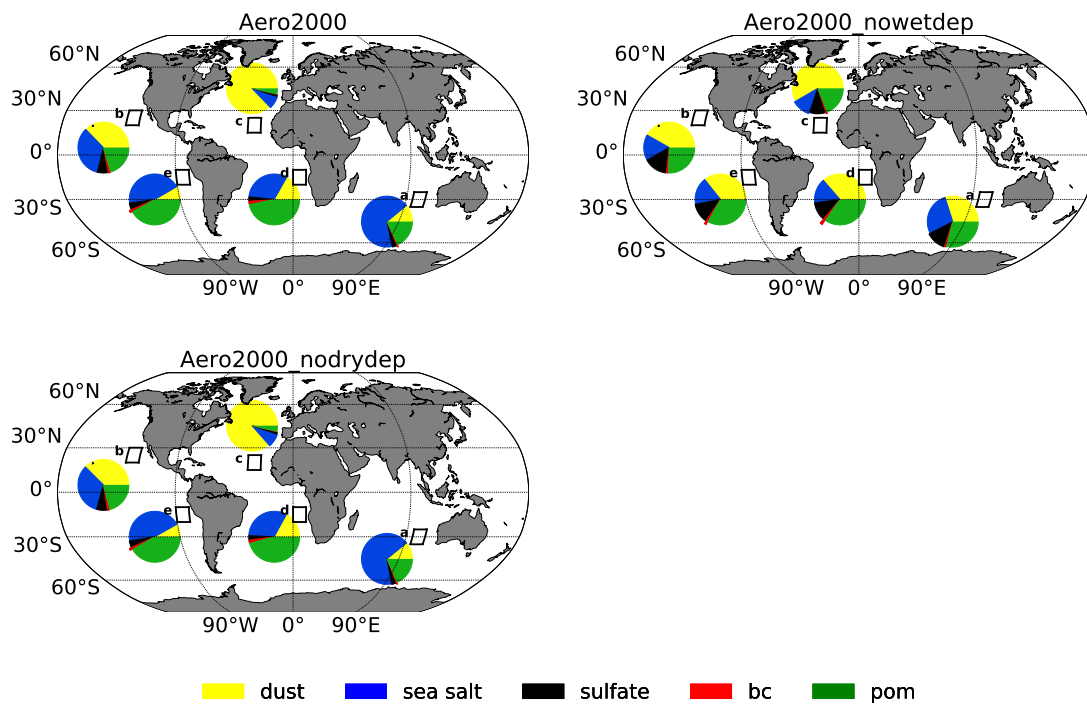 Aero2000
60°N
30°N
0°
30°S
60°S
90°W 0° 90°E
b
c
e
d
a
Aero2000_nowetdep
60°N
30°N
0°
30°S
60°S
90°W 0° 90°E
b
c
e
d
a
Aero2000_nodrydep
60°N
30°N
0°
30°S
60°S
90°W 0° 90°E
b
c
e
d
a
dust sea salt sulfate bc pom